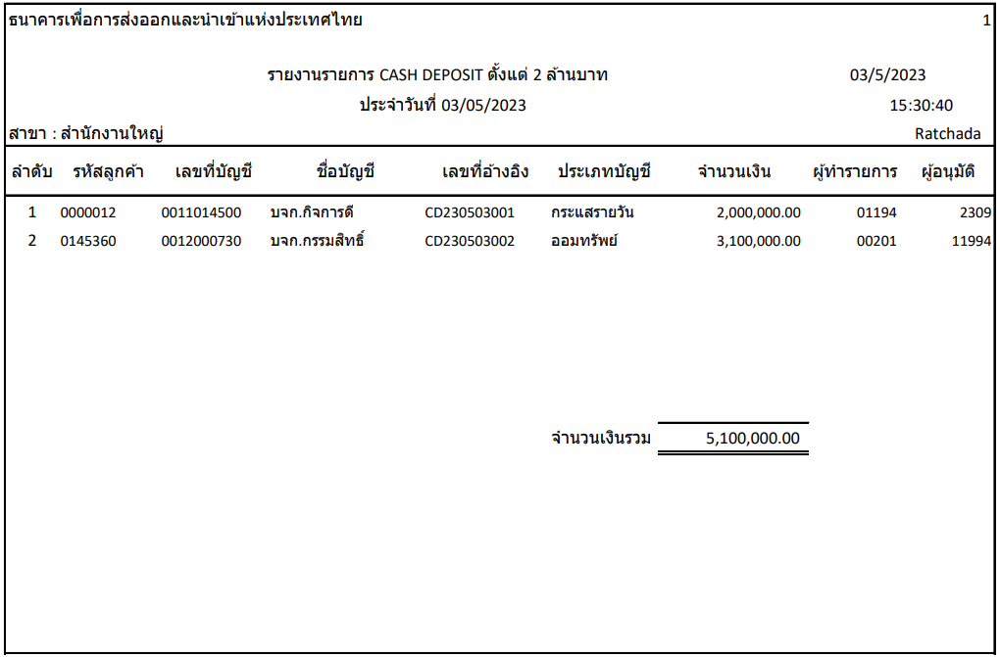 ธนาคารเพื่อการส่งออกและนำเข้าแห่งประเทศไทย 1
รายงานรายการ CASH DEPOSIT ตั้งแต่ 2 ล้านบาท 03/5/2023
ประจำวันที่ 03/05/2023 15:30:40
สาขา : สำนักงานใหญ่ Ratchada
ลำดับ รหัสลูกค้า เลขที่บัญชี ชื่อบัญชี เลขที่อ้างอิง ประเภทบัญชี จำนวนเงิน ผู้ทำรายการ ผู้อนุมัติ
1 0000012 0011014500 บจก.กิจการดี CD230503001 กระแสรายวัน 2,000,000.00 01194 2309
2 0145360 0012000730 บจก.กรรมสิทธิ์ CD230503002 ออมทรัพย์ 3,100,000.00 00201 11994
จำนวนเงินรวม 5,100,000.00